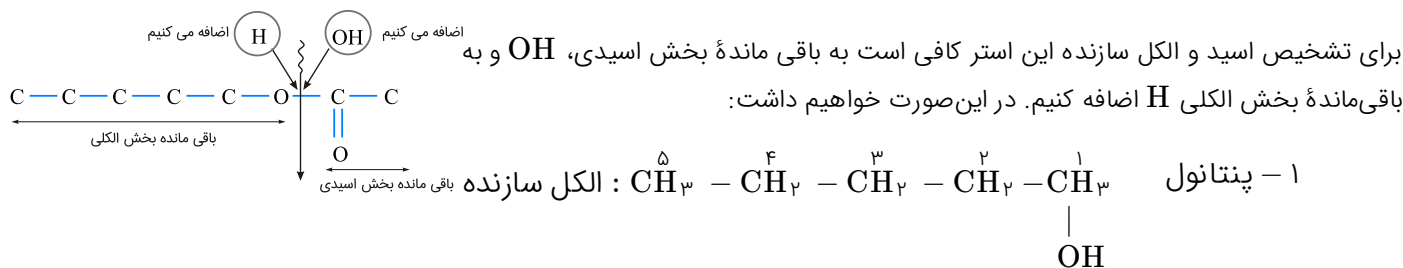 برای تشخیص اسید و الکل سازنده این استر کافی است به باقی ماندهٔ بخش اسیدی، OH و به
باقی‌ماندهٔ بخش الکلی H اضافه کنیم. در این‌صورت خواهیم داشت:
اضافه می کنیم H OH اضافه می کنیم
C — C — C — C — C — O — C — C
O
باقی مانده بخش الکلی
باقی مانده بخش اسیدی
۵ ۴ ۳ ۲ ۱
۱ – پنتانول CH۳ – CH۲ – CH۲ – CH۲ – CH۳ : الکل سازنده
OH